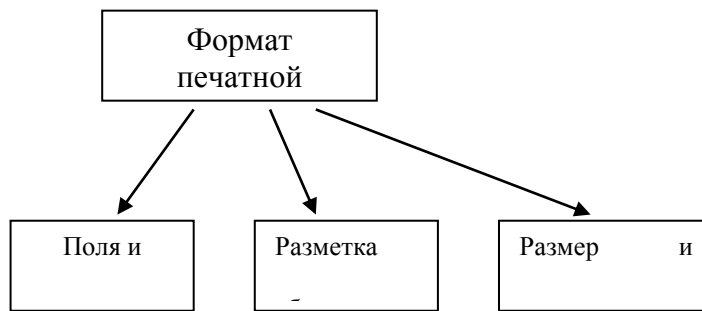 Формат
печатной
Поля и
Разметка
Размер и